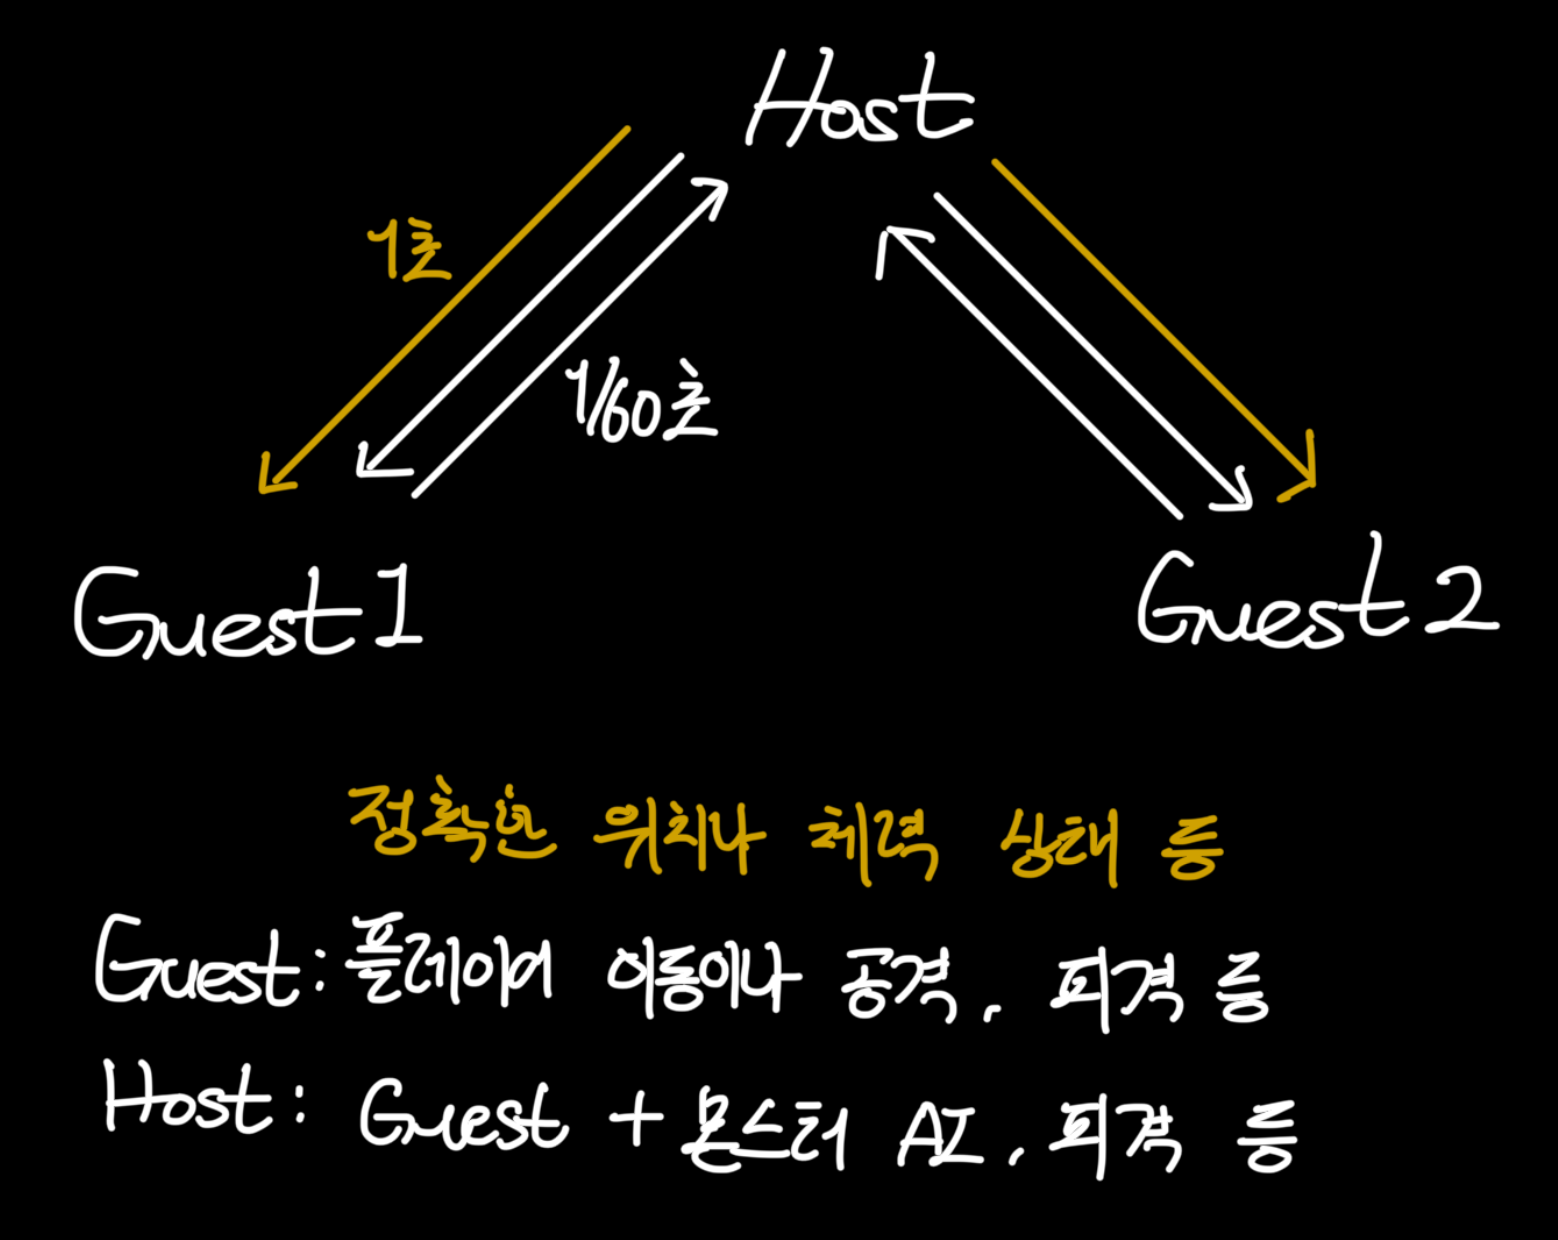 Host
1초
1/60초
Guest1
Guest 2
정확한 위치나 체력 상태 등
Guest: 플레이어 이동이나 공격, 피격 등
Host: Guest + 몬스터 AI, 피격 등